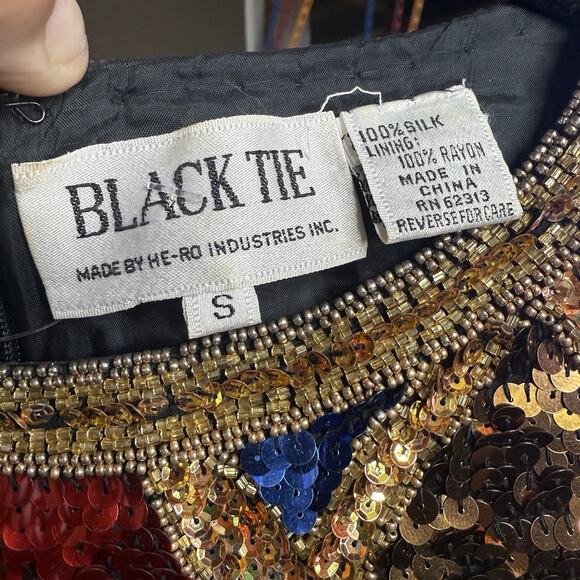 BLACK TIE
MADE BY HE-RO INDUSTRIES INC.
S
100% SILK
LINING:
100% RAYON
MADE IN
CHINA
RN 62313
REVERSE FOR CARE